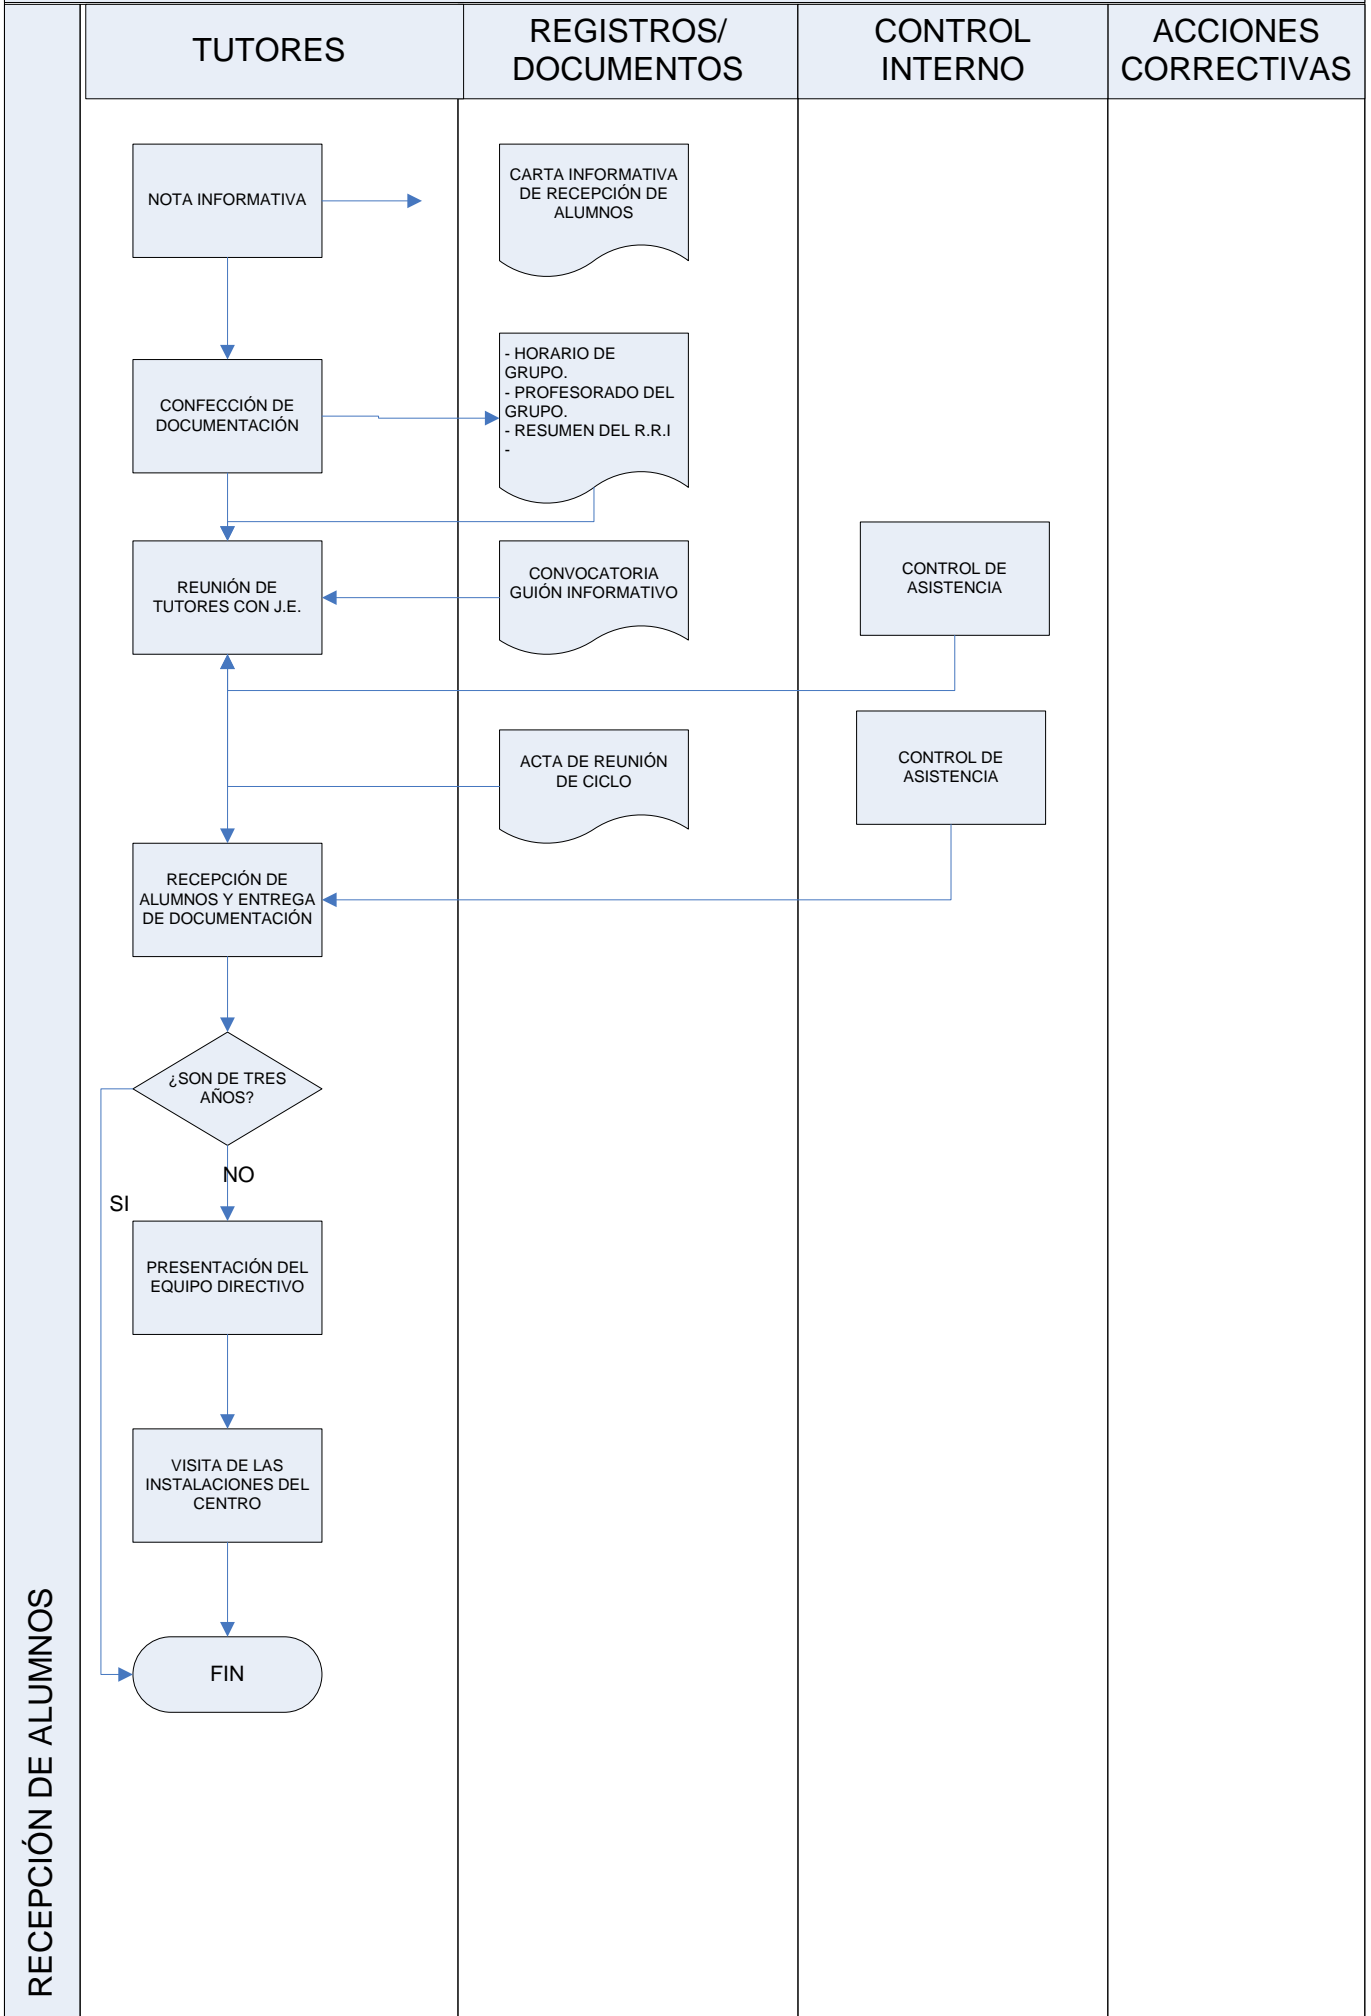 TUTORES
REGISTROS/
DOCUMENTOS
CONTROL
INTERNO
ACCIONES
CORRECTIVAS
NOTA INFORMATIVA
CARTA INFORMATIVA
DE RECEPCIÓN DE
ALUMNOS
CONFECCIÓN DE
DOCUMENTACIÓN
- HORARIO DE
GRUPO.
- PROFESORADO DEL
GRUPO.
- RESUMEN DEL R.R.I
-
REUNIÓN DE
TUTORES CON J.E.
CONVOCATORIA
GUIÓN INFORMATIVO
CONTROL DE
ASISTENCIA
ACTA DE REUNIÓN
DE CICLO
CONTROL DE
ASISTENCIA
RECEPCIÓN DE
ALUMNOS Y ENTREGA
DE DOCUMENTACIÓN
¿SON DE TRES
AÑOS?
NO
SI
PRESENTACIÓN DEL
EQUIPO DIRECTIVO
VISITA DE LAS
INSTALACIONES DEL
CENTRO
FIN
RECEPCIÓN DE ALUMNOS